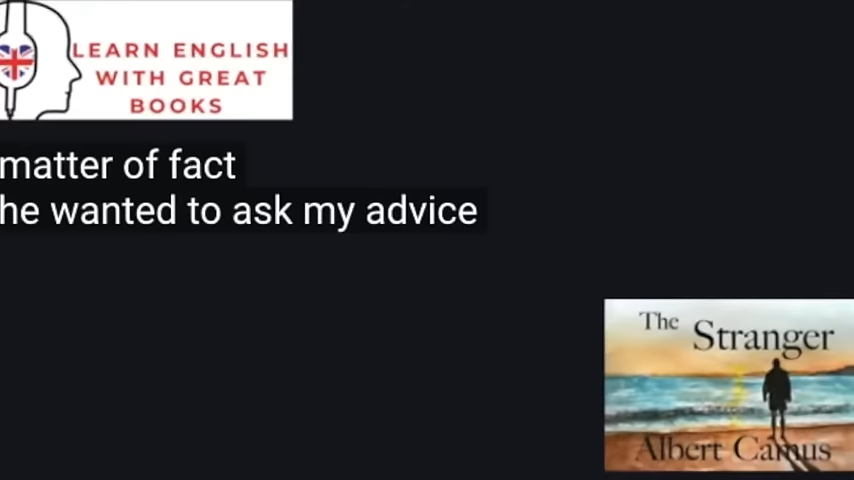 LEARN ENGLISH
WITH GREAT
BOOKS
matter of fact
he wanted to ask my advice
The Stranger
Albert Camus